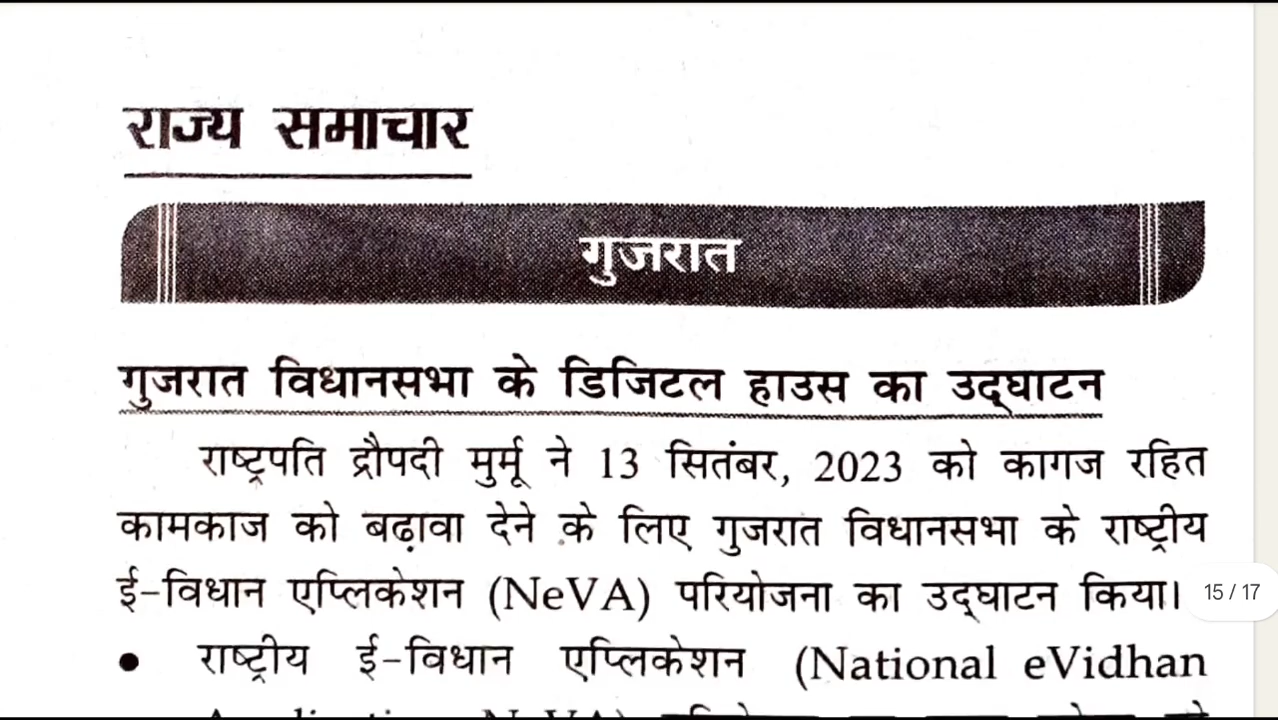 राज्य समाचार
गुजरात
गुजरात विधानसभा के डिजिटल हाउस का उद्घाटन
राष्ट्रपति द्रौपदी मुर्मू ने 13 सितंबर, 2023 को कागज रहित
कामकाज को बढ़ावा देने के लिए गुजरात विधानसभा के राष्ट्रीय
ई-विधान एप्लिकेशन (NeVA) परियोजना का उद्घाटन किया।
15 / 17
● राष्ट्रीय ई-विधान एप्लिकेशन (National eVidhan